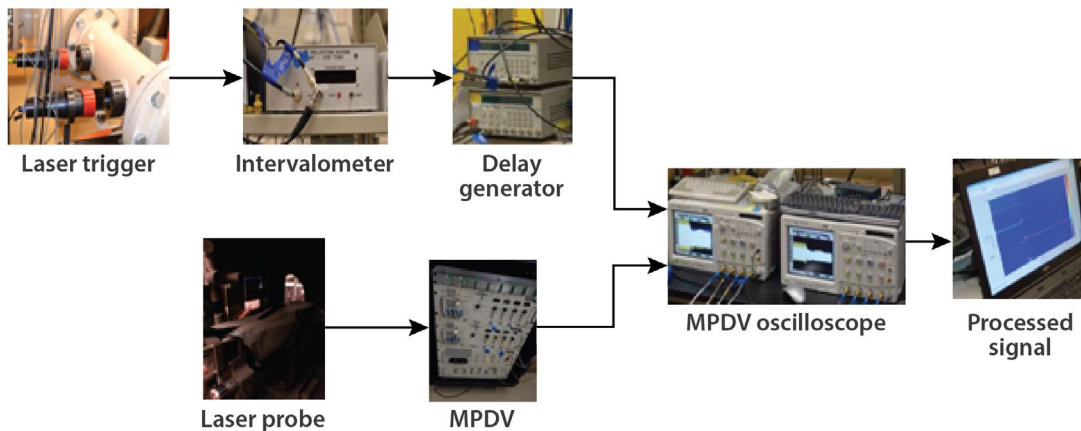 Laser trigger
Intervalometer
Delay
generator
MPDV oscilloscope
Processed
signal
Laser probe
MPDV